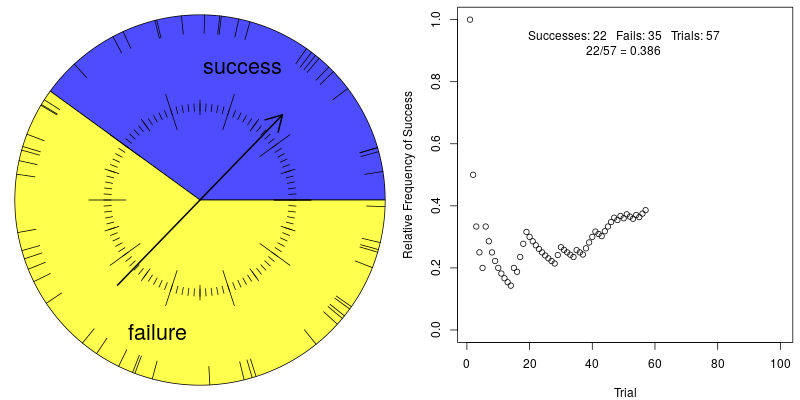 success
failure
Successes: 22 Fails: 35 Trials: 57
22/57 = 0.386
Relative Frequency of Success
1.0
0.8
0.6
0.4
0.2
0.0
0 20 40 60 80 100
Trial